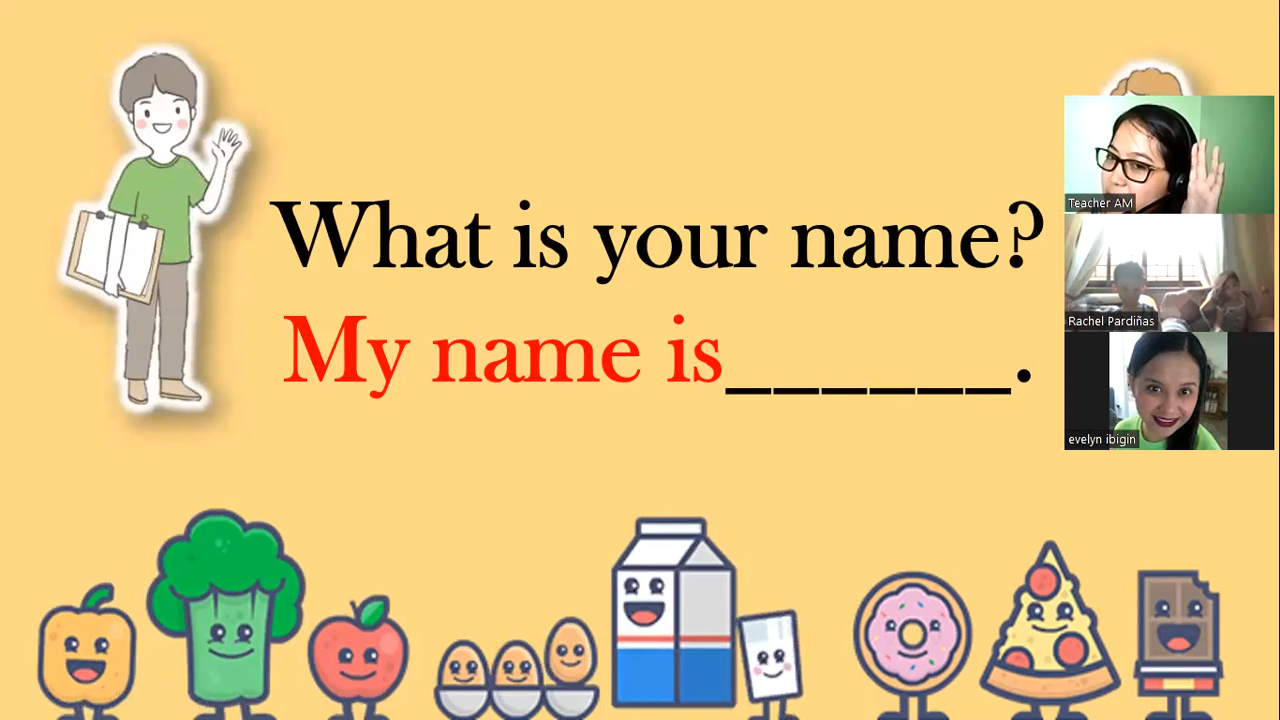 What is your name?
My name is______.
Teacher AM
Rachel Pardiñas
evelyn ibigin